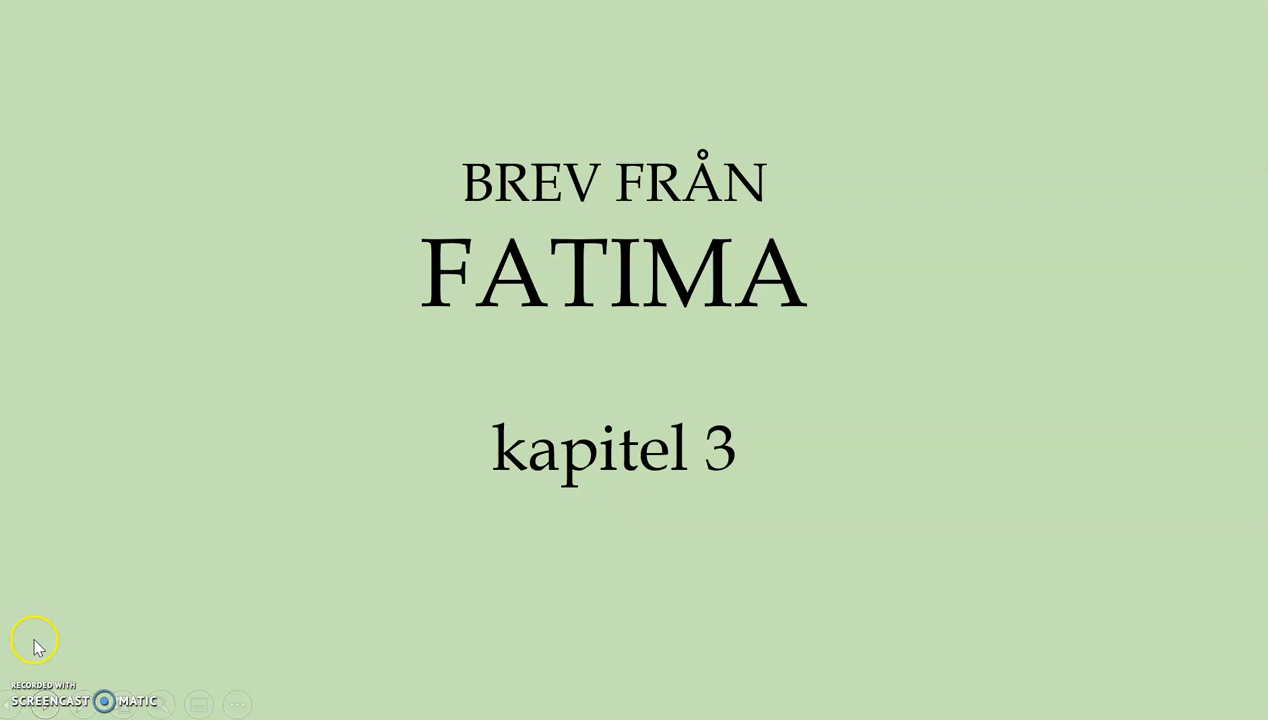 BREV FRÅN
FATIMA
kapitel 3
RECORDED WITH
SCREENCAST MATIC